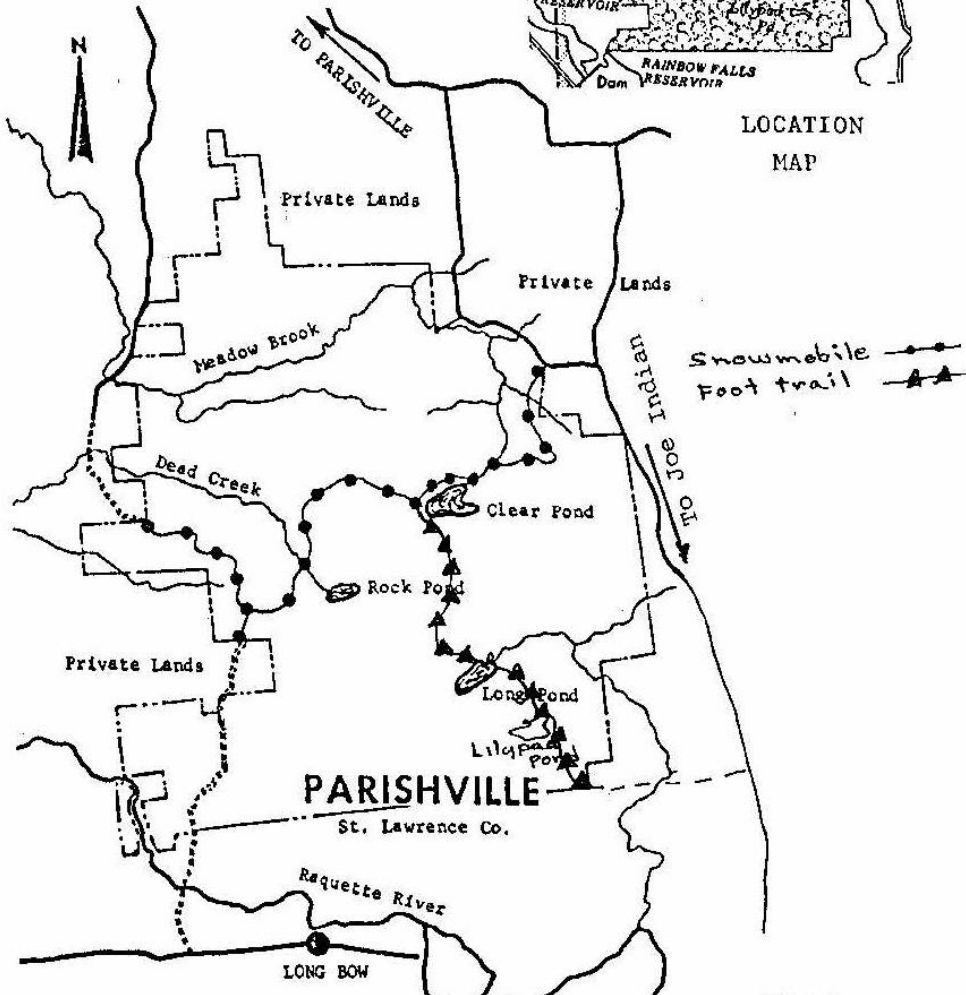 RESERVOIR
Lilypad
Pd
RAINBOW FALLS
RESERVOIR
Dam
LOCATION
MAP
N
TO PARISHVILLE
Private Lands
Private Lands
Meadow Brook
Snowmobile
Foot trail
To Joe Indian
Dead Creek
Clear Pond
Rock Pond
Private Lands
Long Pond
Lilypad
Pond
PARISHVILLE
St. Lawrence Co.
Raquette River
LONG BOW